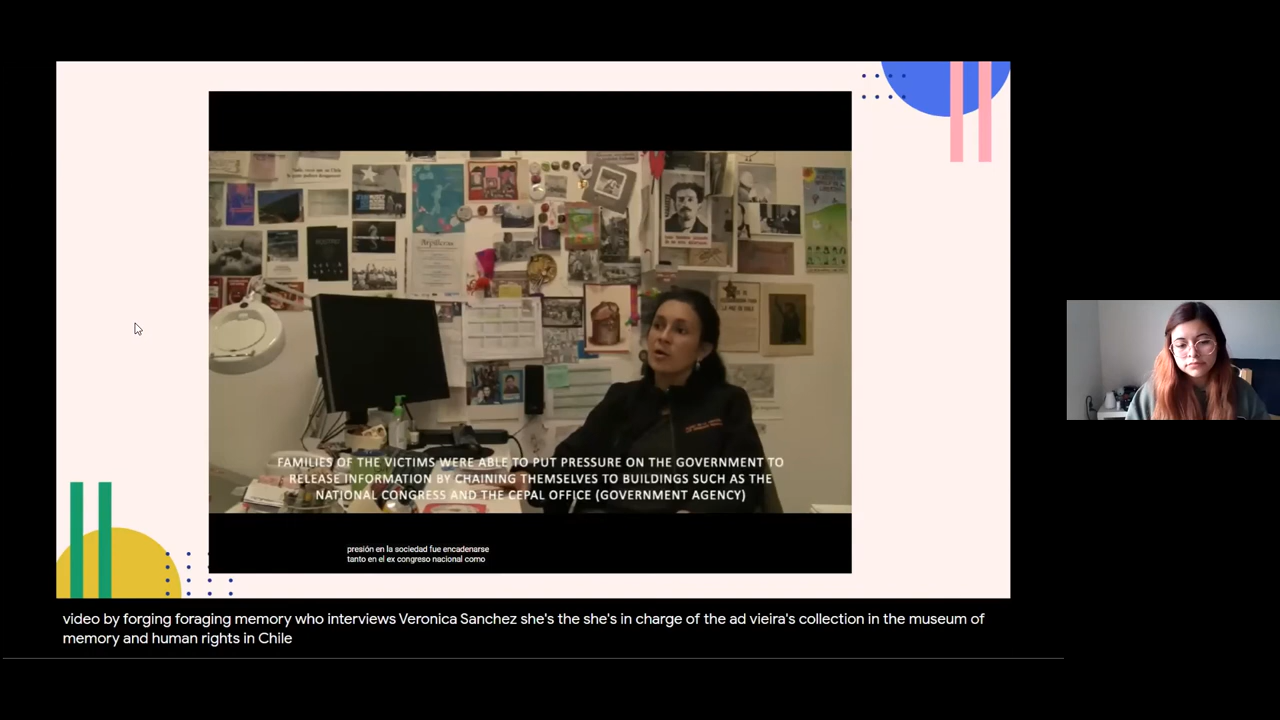 Arpilleras
FAMILIES OF THE VICTIMS WERE ABLE TO PUT PRESSURE ON THE GOVERNMENT TO
RELEASE INFORMATION BY CHAINING THEMSELVES TO BUILDINGS SUCH AS THE
NATIONAL CONGRESS AND THE CEPAL OFFICE (GOVERNMENT AGENCY)
presión en la sociedad fue encadenarse
tanto en el ex congreso nacional como
video by forging foraging memory who interviews Veronica Sanchez she's the she's in charge of the ad vieira's collection in the museum of
memory and human rights in Chile